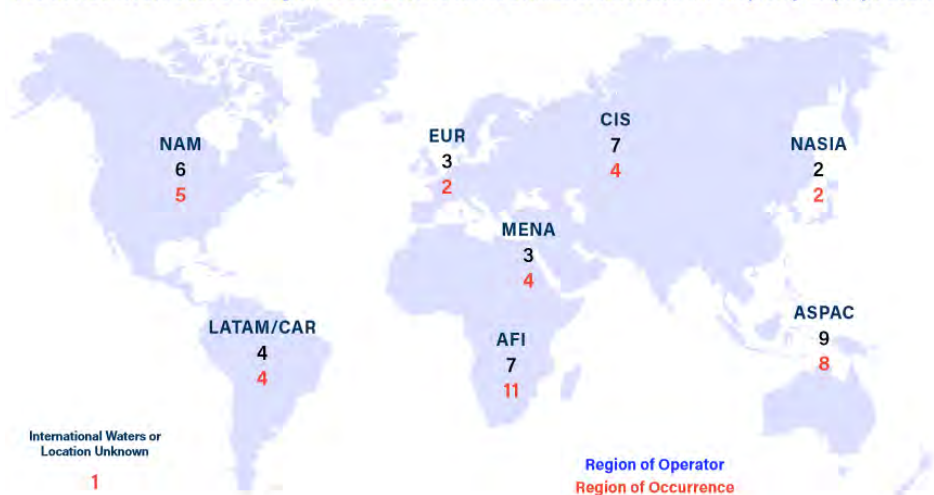 NAM
6
5
EUR
3
2
CIS
7
4
NASIA
2
2
MENA
3
4
LATAM/CAR
4
4
AFI
7
11
ASPAC
9
8
International Waters or
Location Unknown
1
Region of Operator
Region of Occurrence